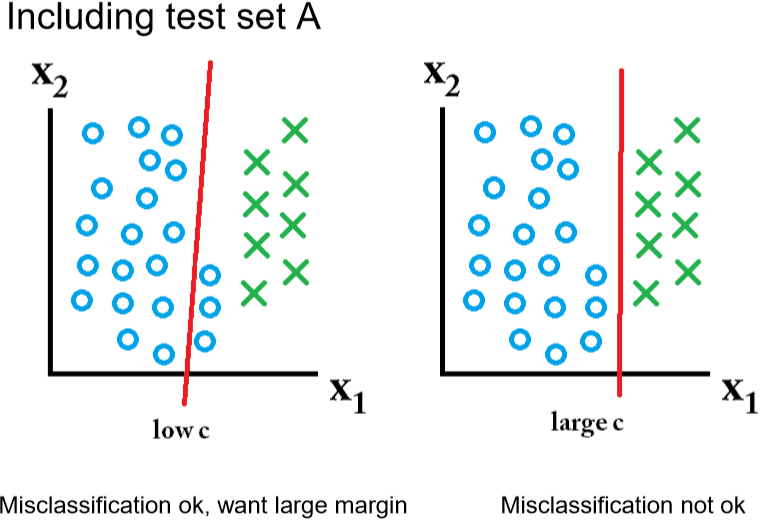 Including test set A
x2
x1
low c
x2
x1
large c
Misclassification ok, want large margin
Misclassification not ok